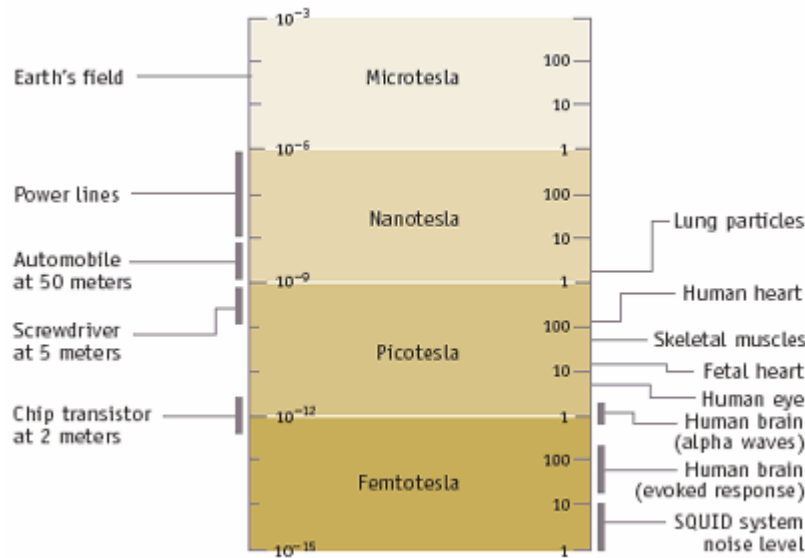 10⁻³
Earth's field
Microtesla
100
10
10⁻⁶
1
Power lines
Nanotesla
100
10
Lung particles
Automobile
at 50 meters
10⁻⁹
1
Human heart
Screwdriver
at 5 meters
Picotesla
100
Skeletal muscles
10
Fetal heart
Human eye
Chip transistor
at 2 meters
10⁻¹²
1
Human brain
(alpha waves)
Femtotesla
100
Human brain
(evoked response)
10
SQUID system
noise level
10⁻¹⁵
1